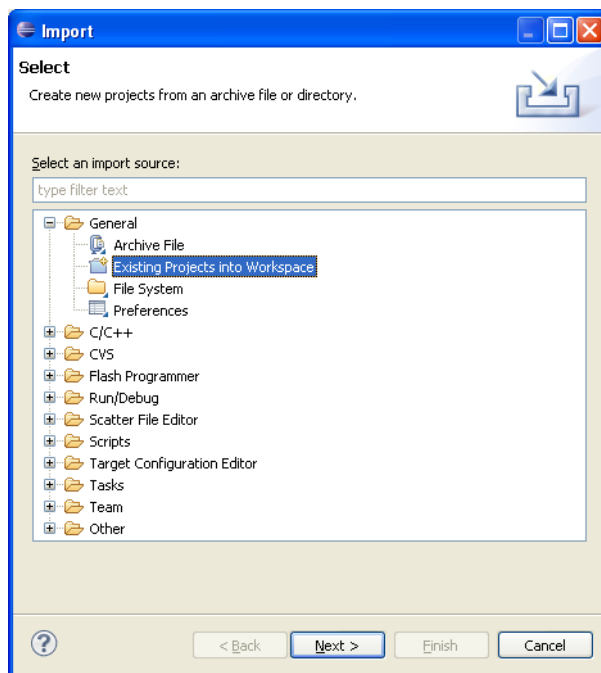 Import
Select
Create new projects from an archive file or directory.
Select an import source:
type filter text
General
Archive File
Existing Projects into Workspace
File System
Preferences
C/C++
CVS
Flash Programmer
Run/Debug
Scatter File Editor
Scripts
Target Configuration Editor
Tasks
Team
Other
? < Back Next > Finish Cancel